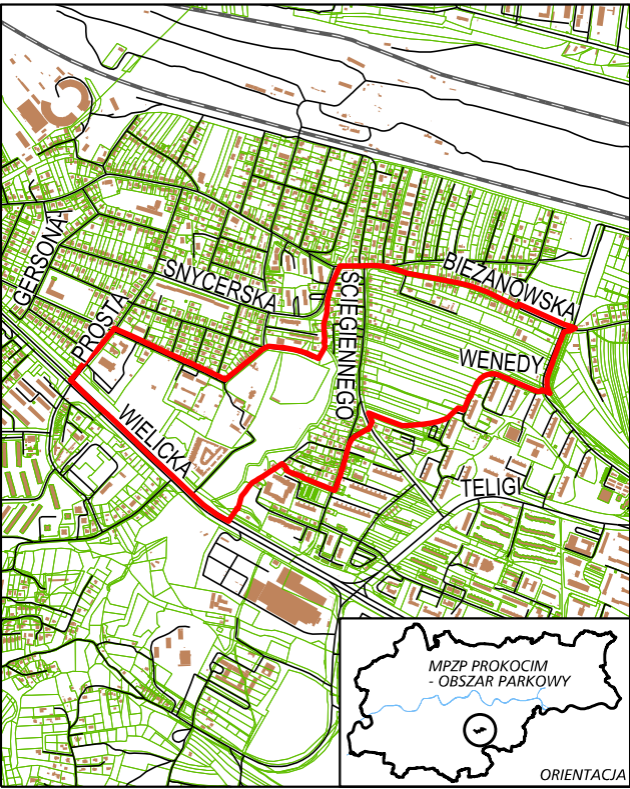 GERSONA
SNYCERSKA
PROSTA
WIELICKA
ŚCIEGIENNEGO
BIEŻANOWSKA
WENEDY
TELIGI
MPZP PROKOCIM
- OBSZAR PARKOWY
ORIENTACJA